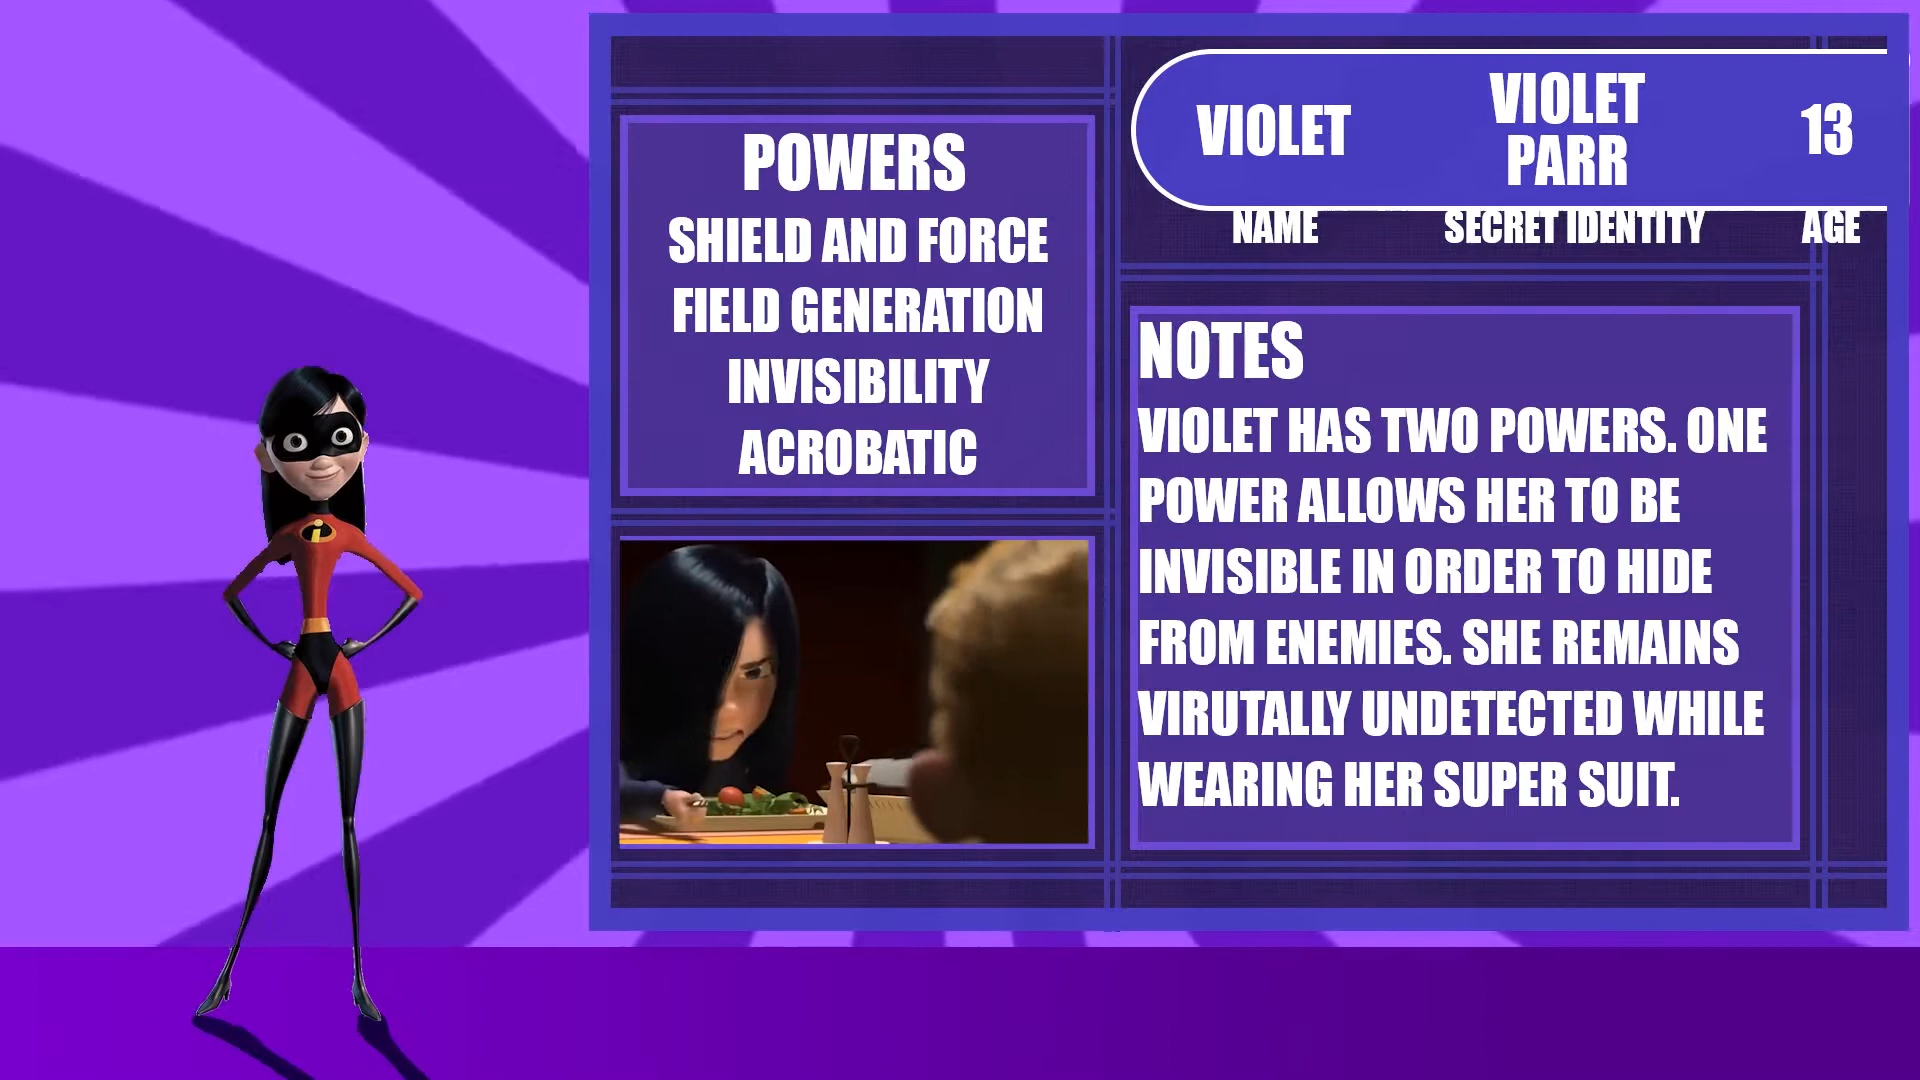 POWERS
SHIELD AND FORCE
FIELD GENERATION
INVISIBILITY
ACROBATIC
VIOLET
VIOLET
PARR
13
NAME
SECRET IDENTITY
AGE
NOTES
VIOLET HAS TWO POWERS. ONE
POWER ALLOWS HER TO BE
INVISIBLE IN ORDER TO HIDE
FROM ENEMIES. SHE REMAINS
VIRUTALLY UNDETECTED WHILE
WEARING HER SUPER SUIT.
i